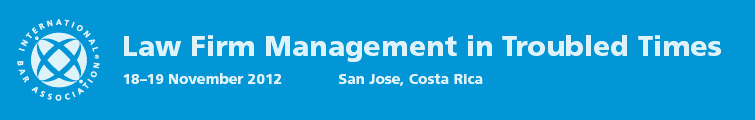 INTERNATIONAL BAR ASSOCIATION®
Law Firm Management in Troubled Times
18–19 November 2012 San Jose, Costa Rica